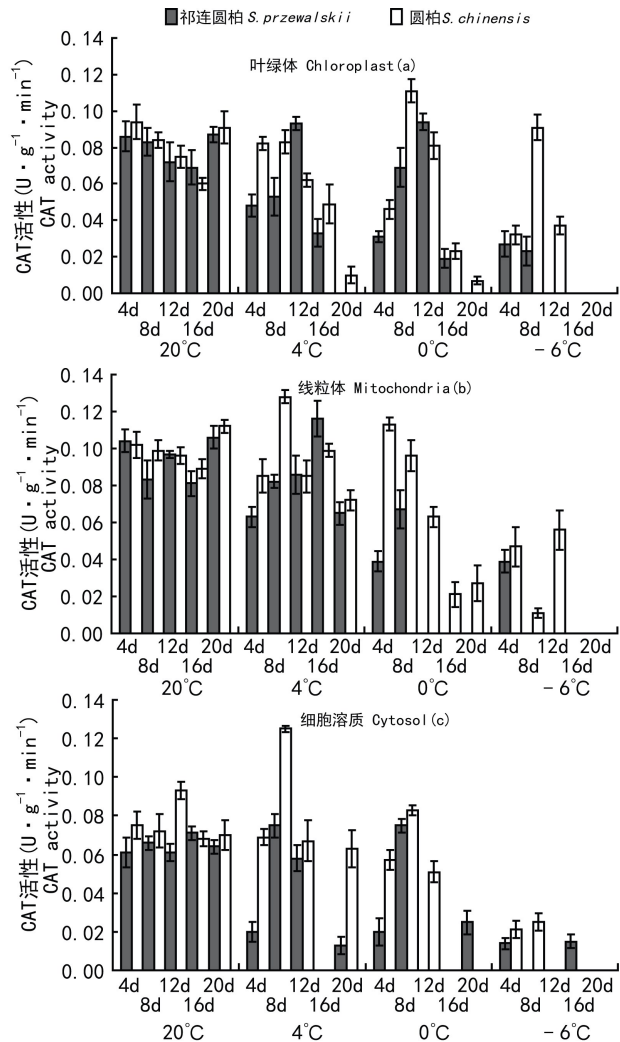 祁连圆柏 S.przewalskii 圆柏S.chinensis
叶绿体 Chloroplast(a)
CAT活性(U·g⁻¹·min⁻¹)
CAT activity
0.14
0.12
0.10
0.08
0.06
0.04
0.02
0.00
4d 12d 20d 4d 12d 20d 4d 12d 20d 4d 12d 20d
8d 16d 8d 16d 8d 16d 8d 16d
20℃ 4℃ 0℃ －6℃
线粒体 Mitochondria(b)
CAT活性(U·g⁻¹·min⁻¹)
CAT activity
0.14
0.12
0.10
0.08
0.06
0.04
0.02
0.00
4d 12d 20d 4d 12d 20d 4d 12d 20d 4d 12d 20d
8d 16d 8d 16d 8d 16d 8d 16d
20℃ 4℃ 0℃ －6℃
细胞溶质 Cytosol(c)
CAT活性(U·g⁻¹·min⁻¹)
CAT activity
0.14
0.12
0.10
0.08
0.06
0.04
0.02
0.00
4d 12d 20d 4d 12d 20d 4d 12d 20d 4d 12d 20d
8d 16d 8d 16d 8d 16d 8d 16d
20℃ 4℃ 0℃ －6℃